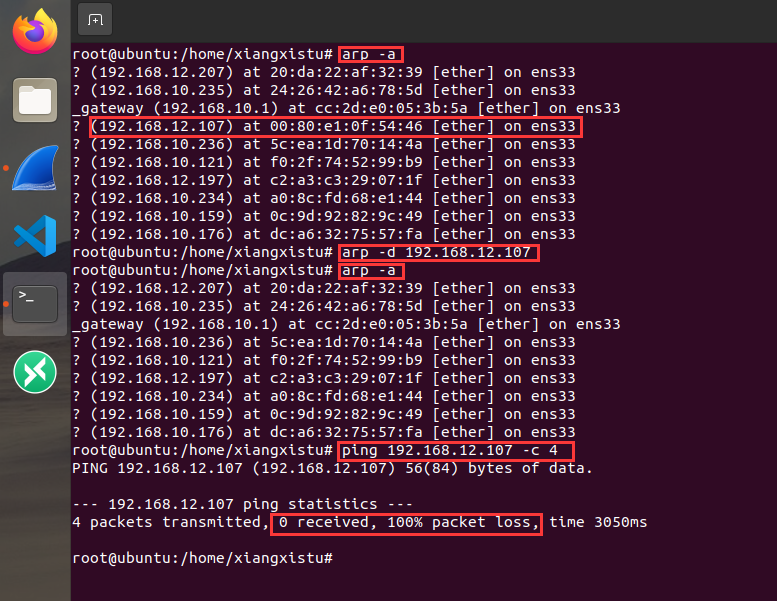 root@ubuntu:/home/xiangxistu# arp -a
? (192.168.12.207) at 20:da:22:af:32:39 [ether] on ens33
? (192.168.10.235) at 24:26:42:a6:78:5d [ether] on ens33
_gateway (192.168.10.1) at cc:2d:e0:05:3b:5a [ether] on ens33
? (192.168.12.107) at 00:80:e1:0f:54:46 [ether] on ens33
? (192.168.10.236) at 5c:ea:1d:70:14:4a [ether] on ens33
? (192.168.10.121) at f0:2f:74:52:99:b9 [ether] on ens33
? (192.168.12.197) at c2:a3:c3:29:07:1f [ether] on ens33
? (192.168.10.234) at a0:8c:fd:68:e1:44 [ether] on ens33
? (192.168.10.159) at 0c:9d:92:82:9c:49 [ether] on ens33
? (192.168.10.176) at dc:a6:32:75:57:fa [ether] on ens33
root@ubuntu:/home/xiangxistu# arp -d 192.168.12.107
root@ubuntu:/home/xiangxistu# arp -a
? (192.168.12.207) at 20:da:22:af:32:39 [ether] on ens33
? (192.168.10.235) at 24:26:42:a6:78:5d [ether] on ens33
_gateway (192.168.10.1) at cc:2d:e0:05:3b:5a [ether] on ens33
? (192.168.10.236) at 5c:ea:1d:70:14:4a [ether] on ens33
? (192.168.10.121) at f0:2f:74:52:99:b9 [ether] on ens33
? (192.168.12.197) at c2:a3:c3:29:07:1f [ether] on ens33
? (192.168.10.234) at a0:8c:fd:68:e1:44 [ether] on ens33
? (192.168.10.159) at 0c:9d:92:82:9c:49 [ether] on ens33
? (192.168.10.176) at dc:a6:32:75:57:fa [ether] on ens33
root@ubuntu:/home/xiangxistu# ping 192.168.12.107 -c 4
PING 192.168.12.107 (192.168.12.107) 56(84) bytes of data.
--- 192.168.12.107 ping statistics ---
4 packets transmitted, 0 received, 100% packet loss, time 3050ms
root@ubuntu:/home/xiangxistu#